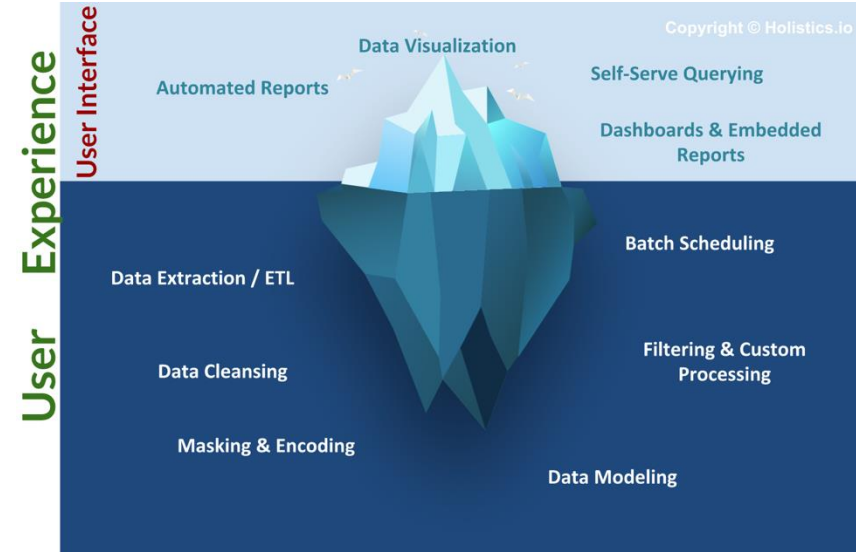 Copyright © Holistics.io
Data Visualization
Automated Reports
Self-Serve Querying
Dashboards & Embedded
Reports
User Interface
User Experience
Batch Scheduling
Data Extraction / ETL
Filtering & Custom
Processing
Data Cleansing
Masking & Encoding
Data Modeling